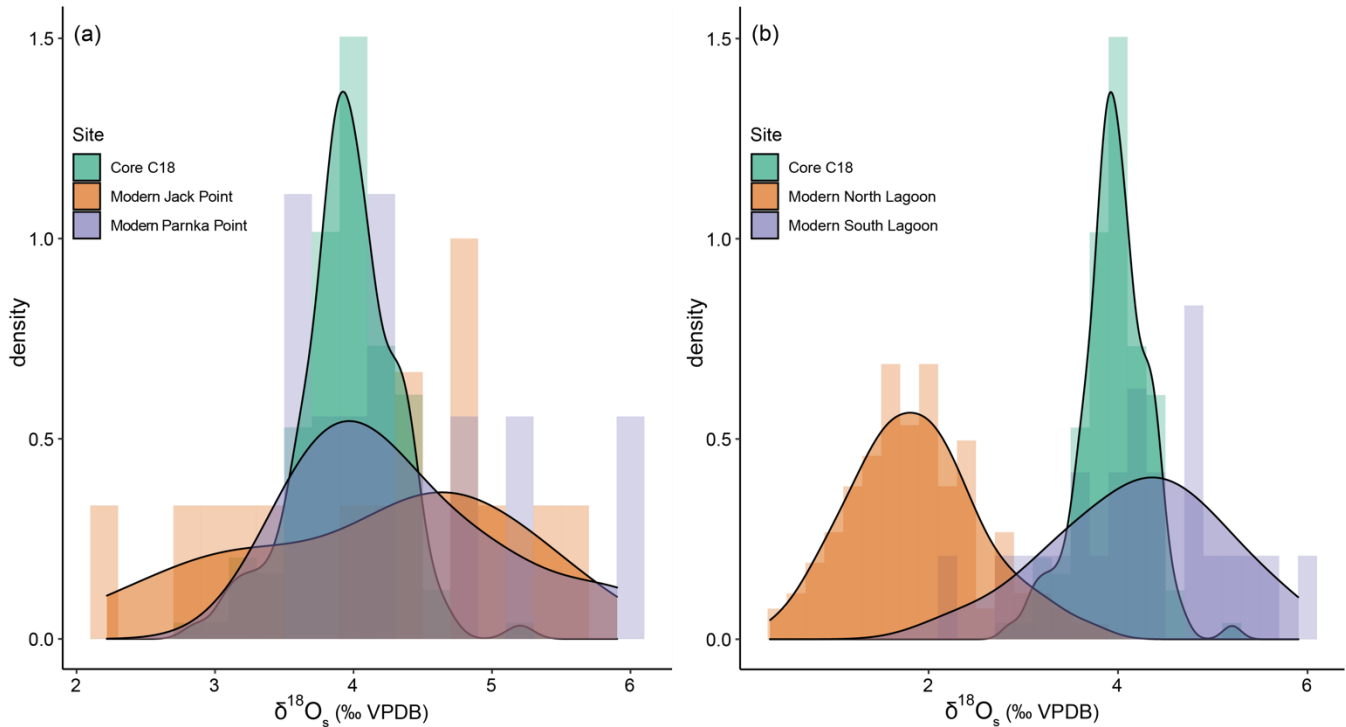 (a)
Site
Core C18
Modern Jack Point
Modern Parnka Point
density
1.5
1.0
0.5
0.0
2 3 4 5 6
δ¹⁸Oₛ (‰ VPDB)
(b)
Site
Core C18
Modern North Lagoon
Modern South Lagoon
density
1.5
1.0
0.5
0.0
2 4 6
δ¹⁸Oₛ (‰ VPDB)